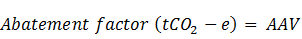 Abatement factor (tCO₂ − e) = AAV